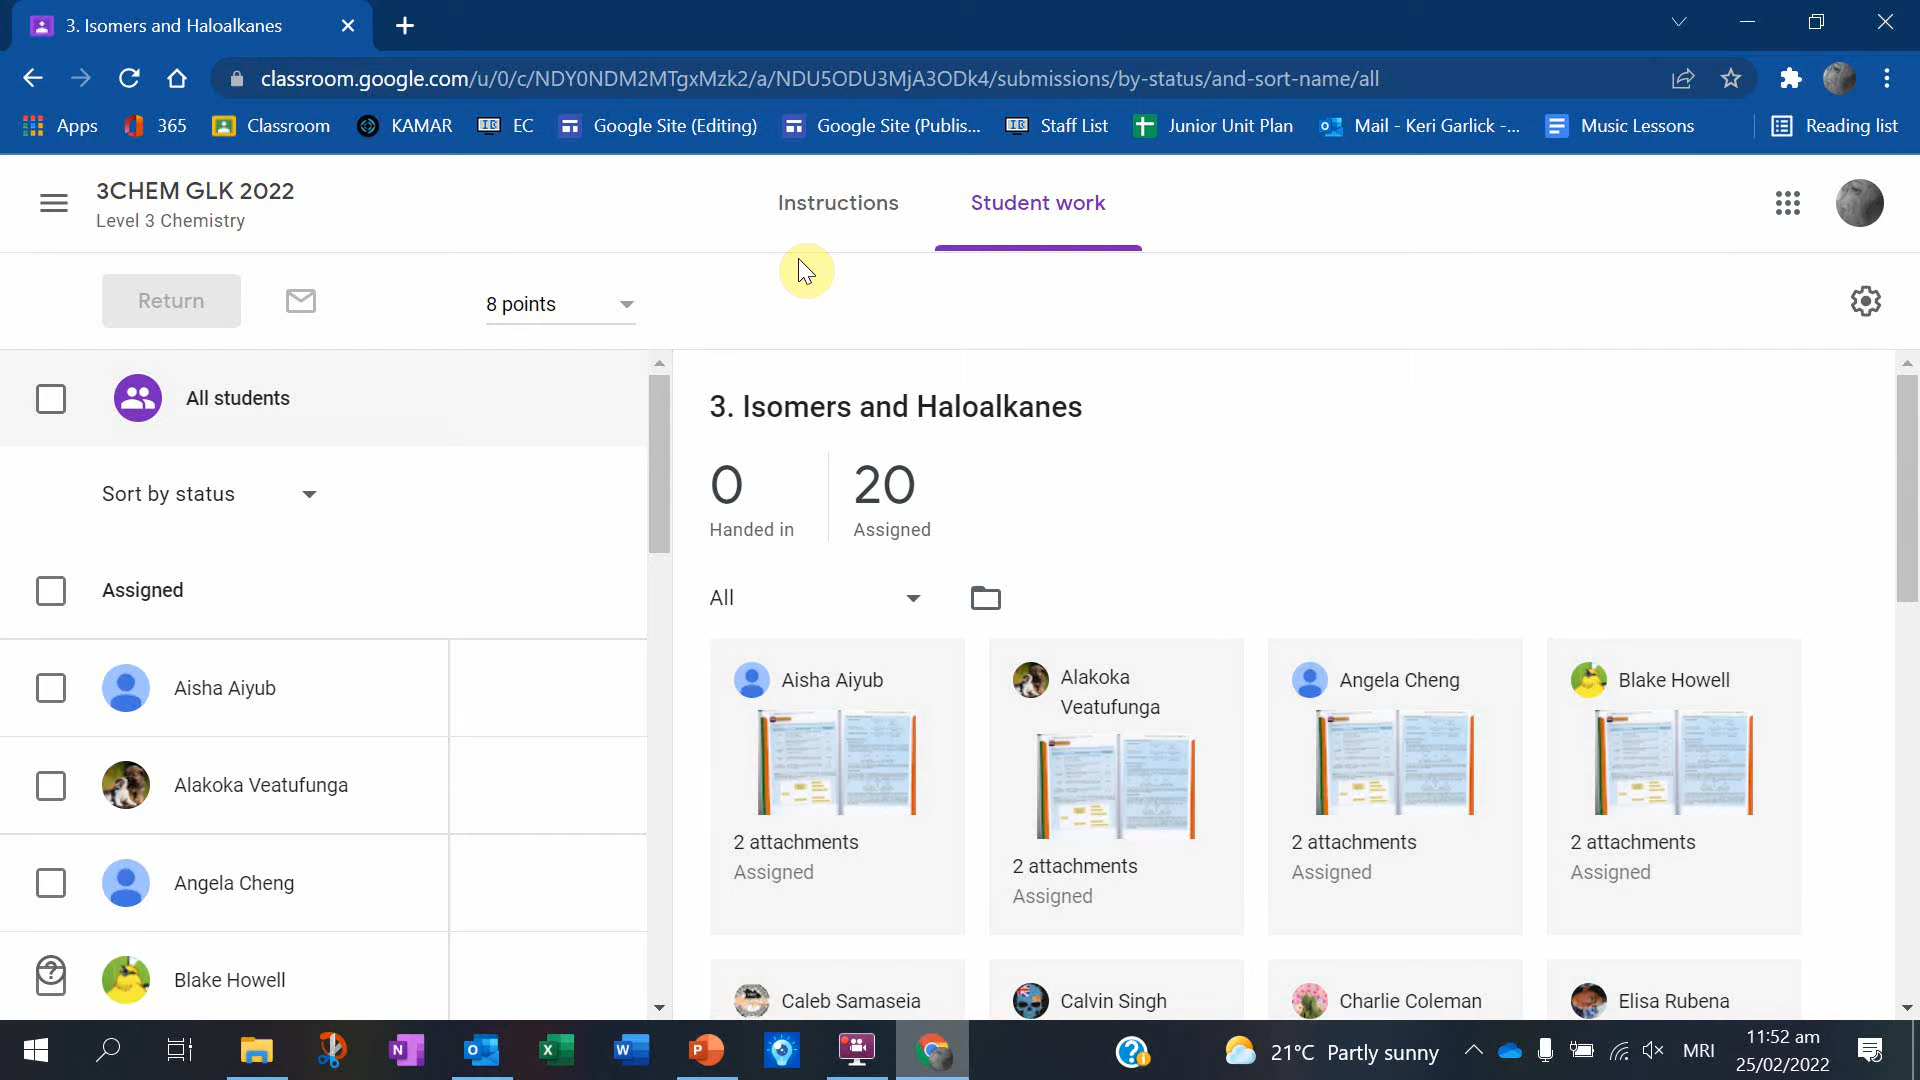 3. Isomers and Haloalkanes
classroom.google.com/u/0/c/NDY0NDM2MTgxMzk2/a/NDU5ODU3MjA3ODk4/submissions/by-status/and-sort-name/all
Apps
365
Classroom
KAMAR
EC
Google Site (Editing)
Google Site (Publis...
Staff List
Junior Unit Plan
Mail - Keri Garlick -...
Music Lessons
Reading list
3CHEM GLK 2022
Level 3 Chemistry
Instructions
Student work
Return
8 points
All students
Sort by status
Assigned
Aisha Aiyub
Alakoka Veatufunga
Angela Cheng
Blake Howell
3. Isomers and Haloalkanes
0
Handed in
20
Assigned
All
Aisha Aiyub
2 attachments
Assigned
Alakoka
Veatufunga
2 attachments
Assigned
Angela Cheng
2 attachments
Assigned
Blake Howell
2 attachments
Assigned
Caleb Samaseia
Calvin Singh
Charlie Coleman
Elisa Rubena
21°C Partly sunny
MRI
11:52 am
25/02/2022